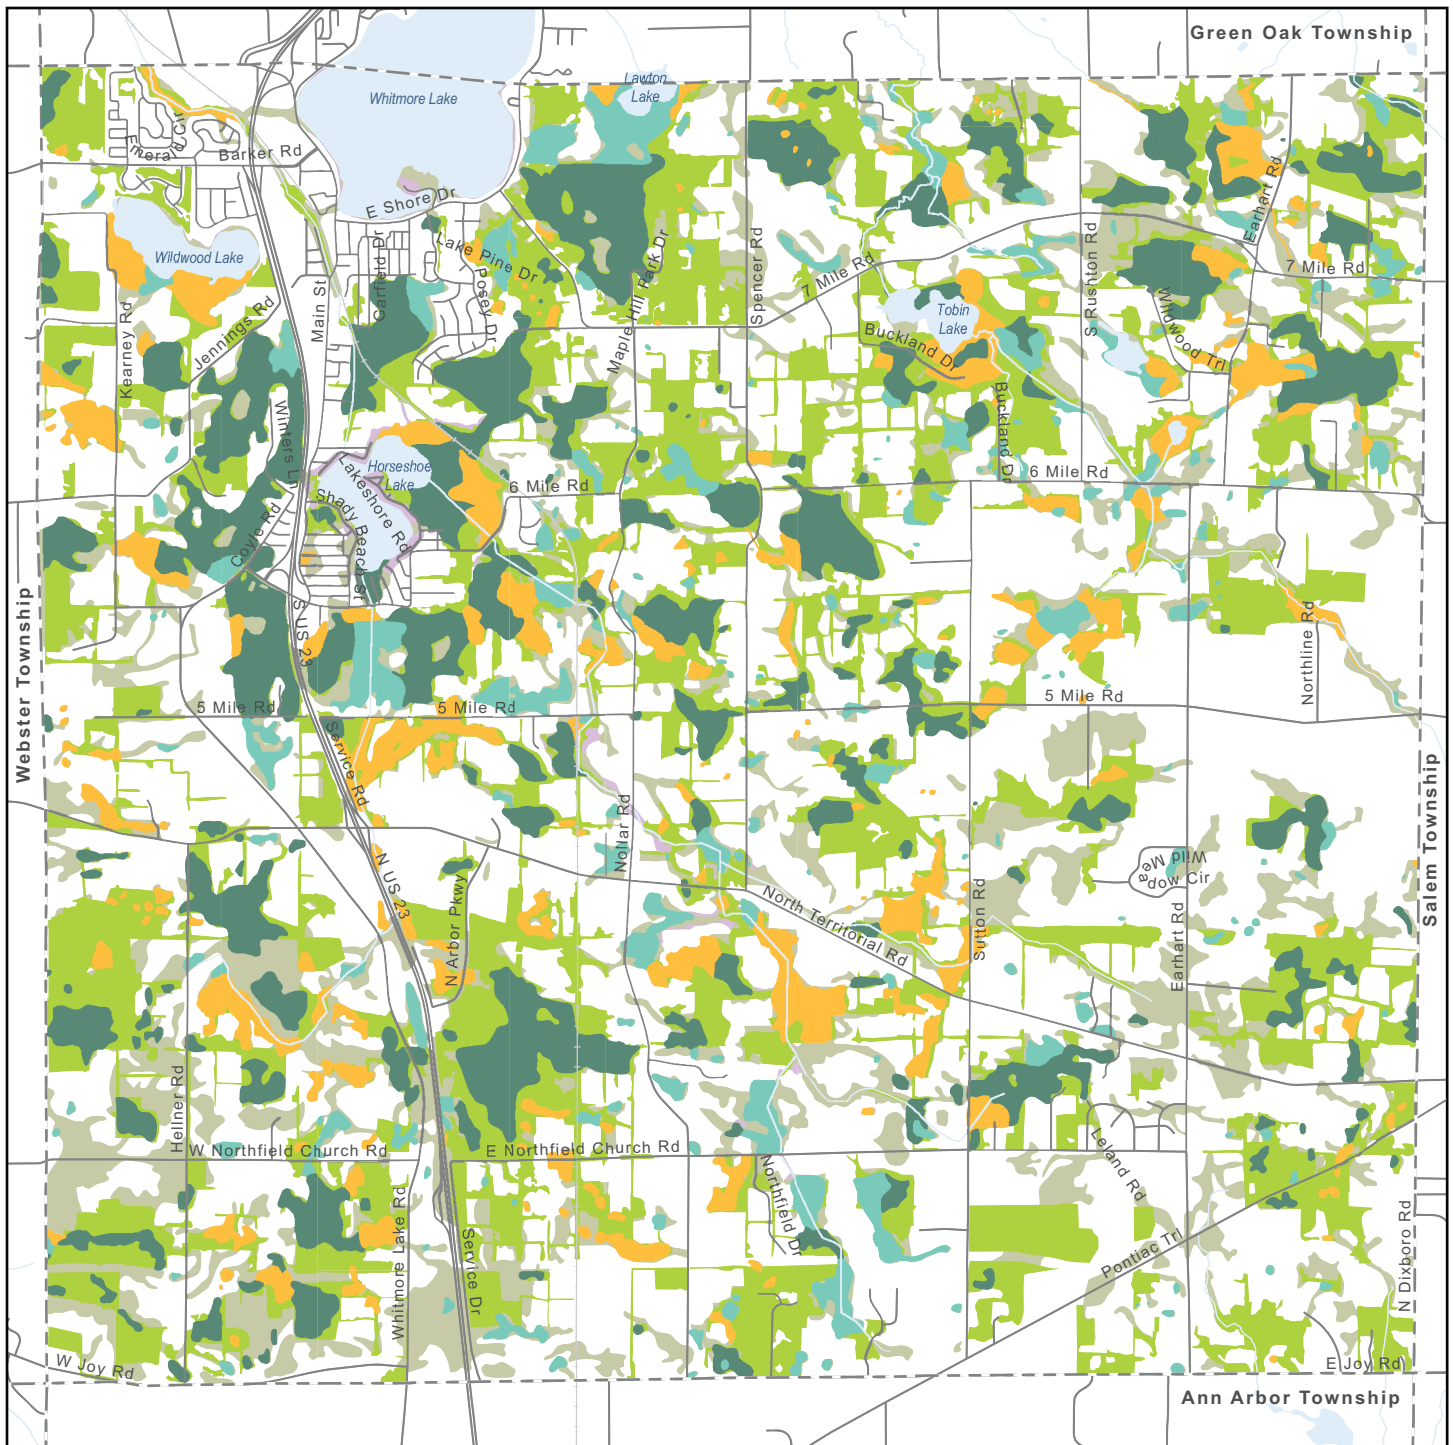 Green Oak Township
Lawton
Lake
Whitmore Lake
Emerald Cir
Barker Rd
E Shore Dr
Earhart Rd
Wildwood Lake
Garfield Dr
Lake Pine Dr
Posey Dr
Maple Hill Park Dr
Spencer Rd
7 Mile Rd
S Rushton Rd
7 Mile Rd
Main St
Jennings Rd
Kearney Rd
Tobin
Lake
Buckland Dr
Wildwood Trl
Winters Ln
Buckland Dr
Horseshoe
Lake
Lakeshore Rd
Shady Beach St
6 Mile Rd
6 Mile Rd
Coyle Rd
S US 23
Webster Township
Northline Rd
5 Mile Rd
5 Mile Rd
5 Mile Rd
Service Rd
Nollar Rd
Salem Township
N US 23
N Arbor Pkwy
North Territorial Rd
Sutton Rd
Wild Meadow Cir
Earhart Rd
Hellner Rd
W Northfield Church Rd
E Northfield Church Rd
Leland Rd
Northfield Dr
Whitmore Lake Rd
Service Dr
Pontiac Trl
N Dixboro Rd
W Joy Rd
E Joy Rd
Ann Arbor Township